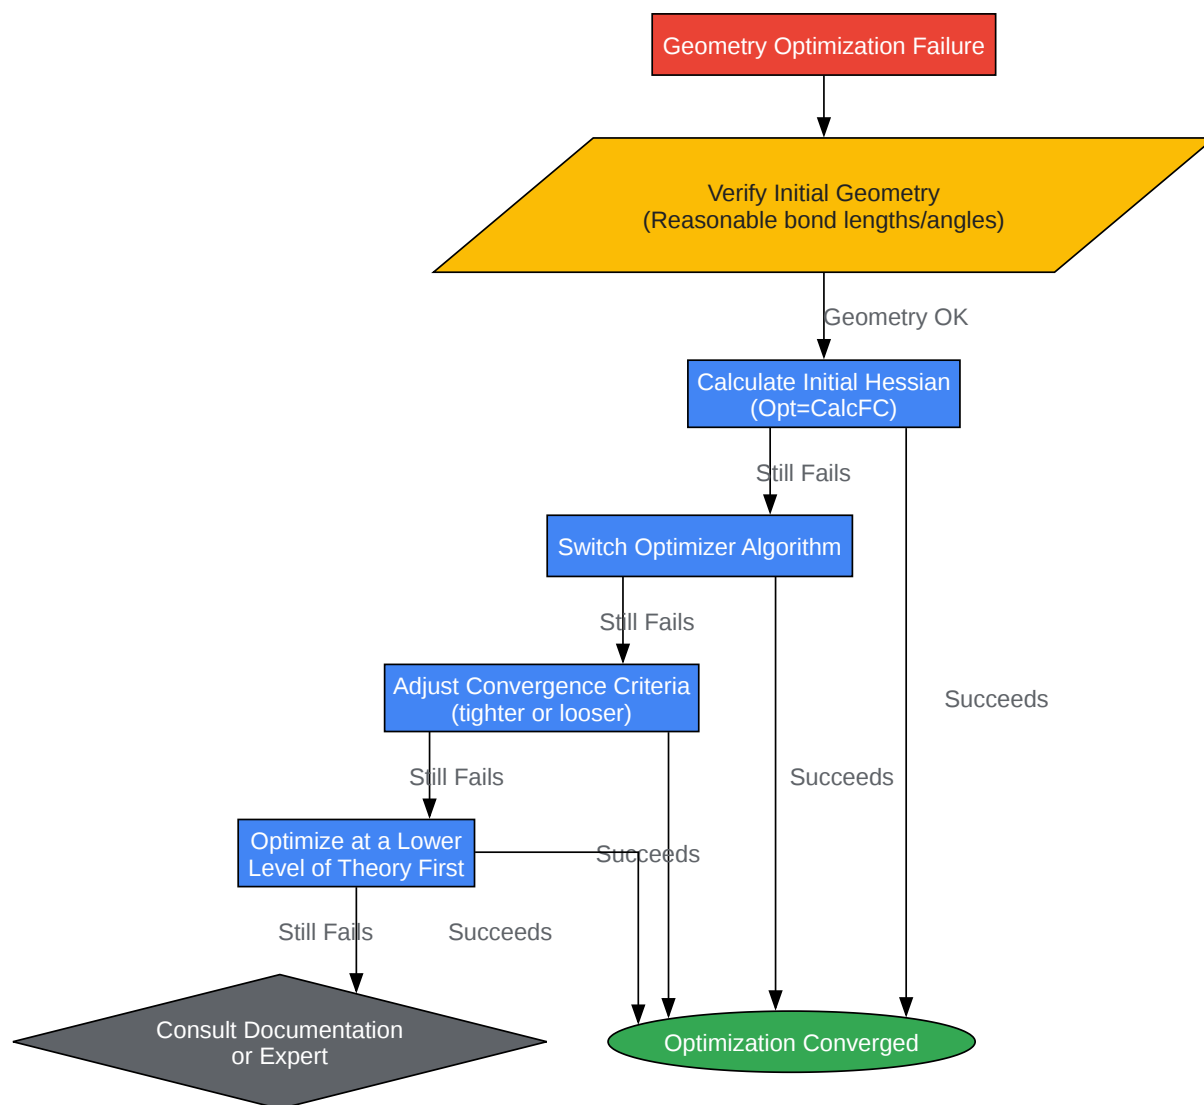 Geometry Optimization Failure
Verify Initial Geometry
(Reasonable bond lengths/angles)
Geometry OK
Calculate Initial Hessian
(Opt=CalcFC)
Still Fails
Switch Optimizer Algorithm
Still Fails
Adjust Convergence Criteria
(tighter or looser)
Succeeds
Still Fails
Succeeds
Optimize at a Lower
Level of Theory First
Succeeds
Still Fails
Succeeds
Consult Documentation
or Expert
Optimization Converged